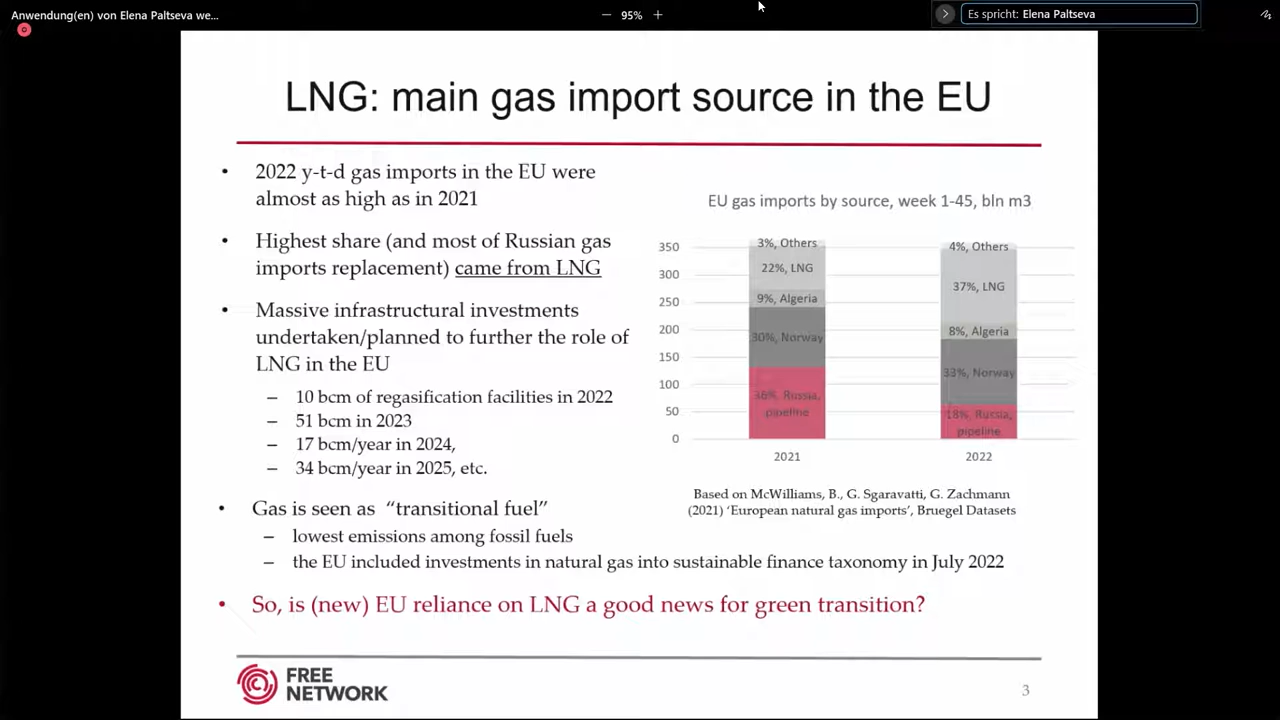 Anwendung(en) von Elena Paltseva we...
95%
Es spricht: Elena Paltseva
LNG: main gas import source in the EU
• 2022 y-t-d gas imports in the EU were
almost as high as in 2021
• Highest share (and most of Russian gas
imports replacement) came from LNG
• Massive infrastructural investments
undertaken/planned to further the role of
LNG in the EU
– 10 bcm of regasification facilities in 2022
– 51 bcm in 2023
– 17 bcm/year in 2024,
– 34 bcm/year in 2025, etc.
EU gas imports by source, week 1-45, bln m3
350
300
250
200
150
100
50
0
3%, Others
22%, LNG
9%, Algeria
30%, Norway
36%, Russia,
pipeline
2021
4%, Others
37%, LNG
8%, Algeria
33%, Norway
18%, Russia,
pipeline
2022
Based on McWilliams, B., G. Sgaravatti, G. Zachmann
(2021) ‘European natural gas imports’, Bruegel Datasets
• Gas is seen as “transitional fuel”
– lowest emissions among fossil fuels
– the EU included investments in natural gas into sustainable finance taxonomy in July 2022
• So, is (new) EU reliance on LNG a good news for green transition?
FREE
NETWORK
3